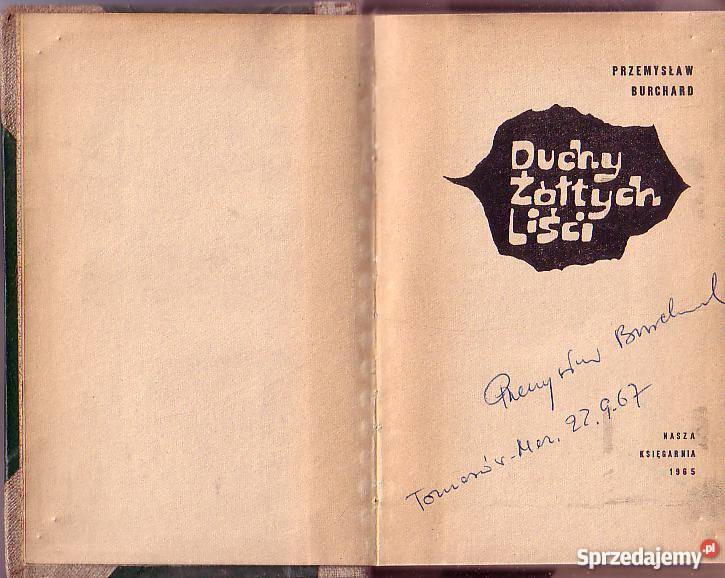 PRZEMYSŁAW
BURCHARD
Duchy
Żółtych
Liści
Przemysław Burchard
Tomaszów-Maz. 22.9.67
NASZA
KSIĘGARNIA
1965
Sprzedajemy.pl